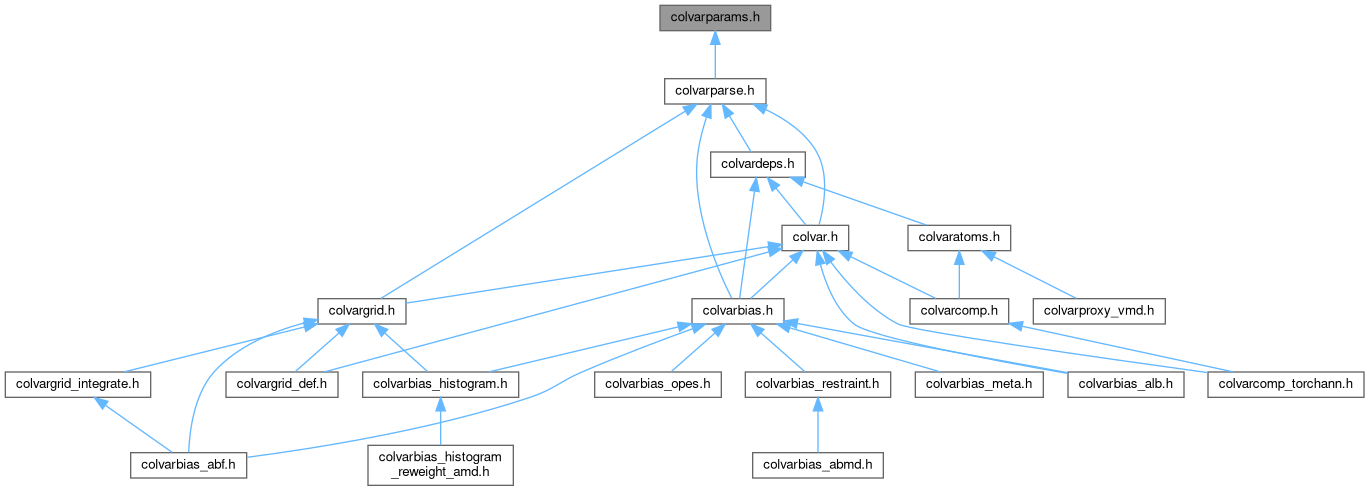 colvarparams.h
colvarparse.h
colvardeps.h
colvar.h
colvaratoms.h
colvargrid.h
colvarbias.h
colvarcomp.h
colvarproxy_vmd.h
colvargrid_integrate.h
colvargrid_def.h
colvarbias_histogram.h
colvarbias_opes.h
colvarbias_restraint.h
colvarbias_meta.h
colvarbias_alb.h
colvarcomp_torchann.h
colvarbias_abf.h
colvarbias_histogram
_reweight_amd.h
colvarbias_abmd.h